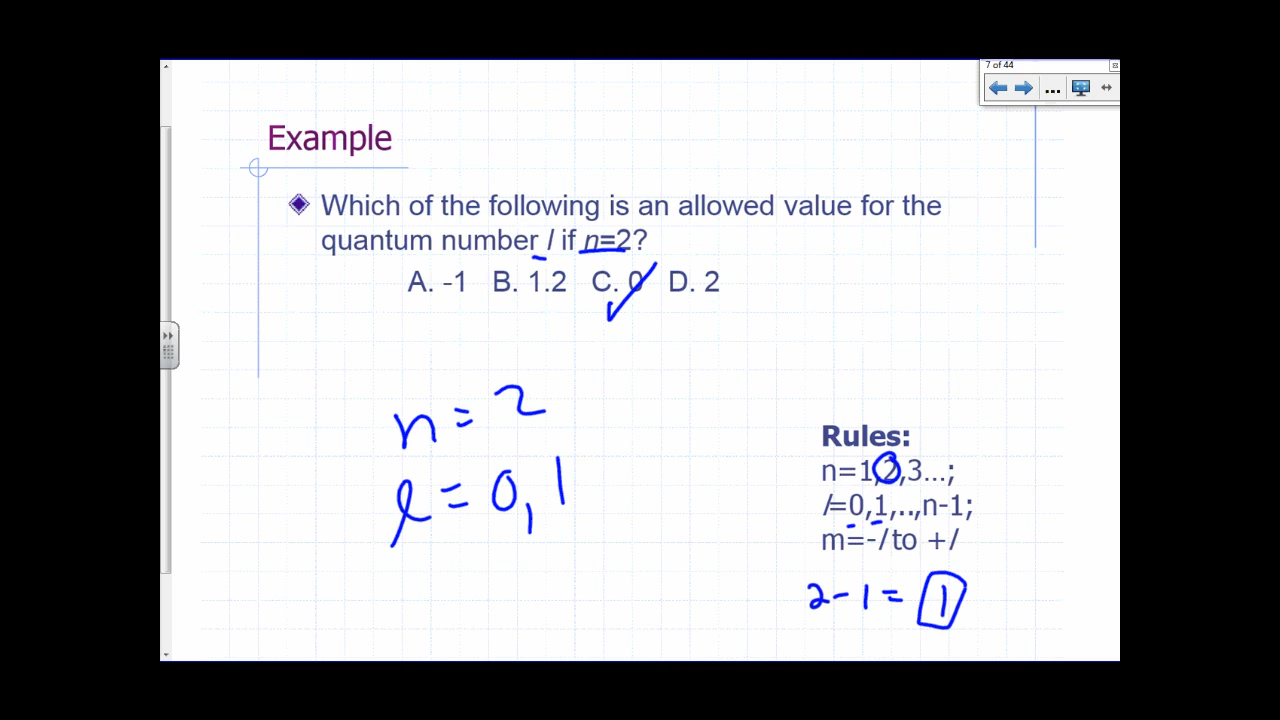 7 of 44
Example
Which of the following is an allowed value for the
quantum number l if n=2?
A. -1 B. 1.2 C. 0 D. 2
n = 2
l = 0, 1
Rules:
n=1,2,3...;
l=0,1,..,n-1;
m=-l to +l
2-1= 1